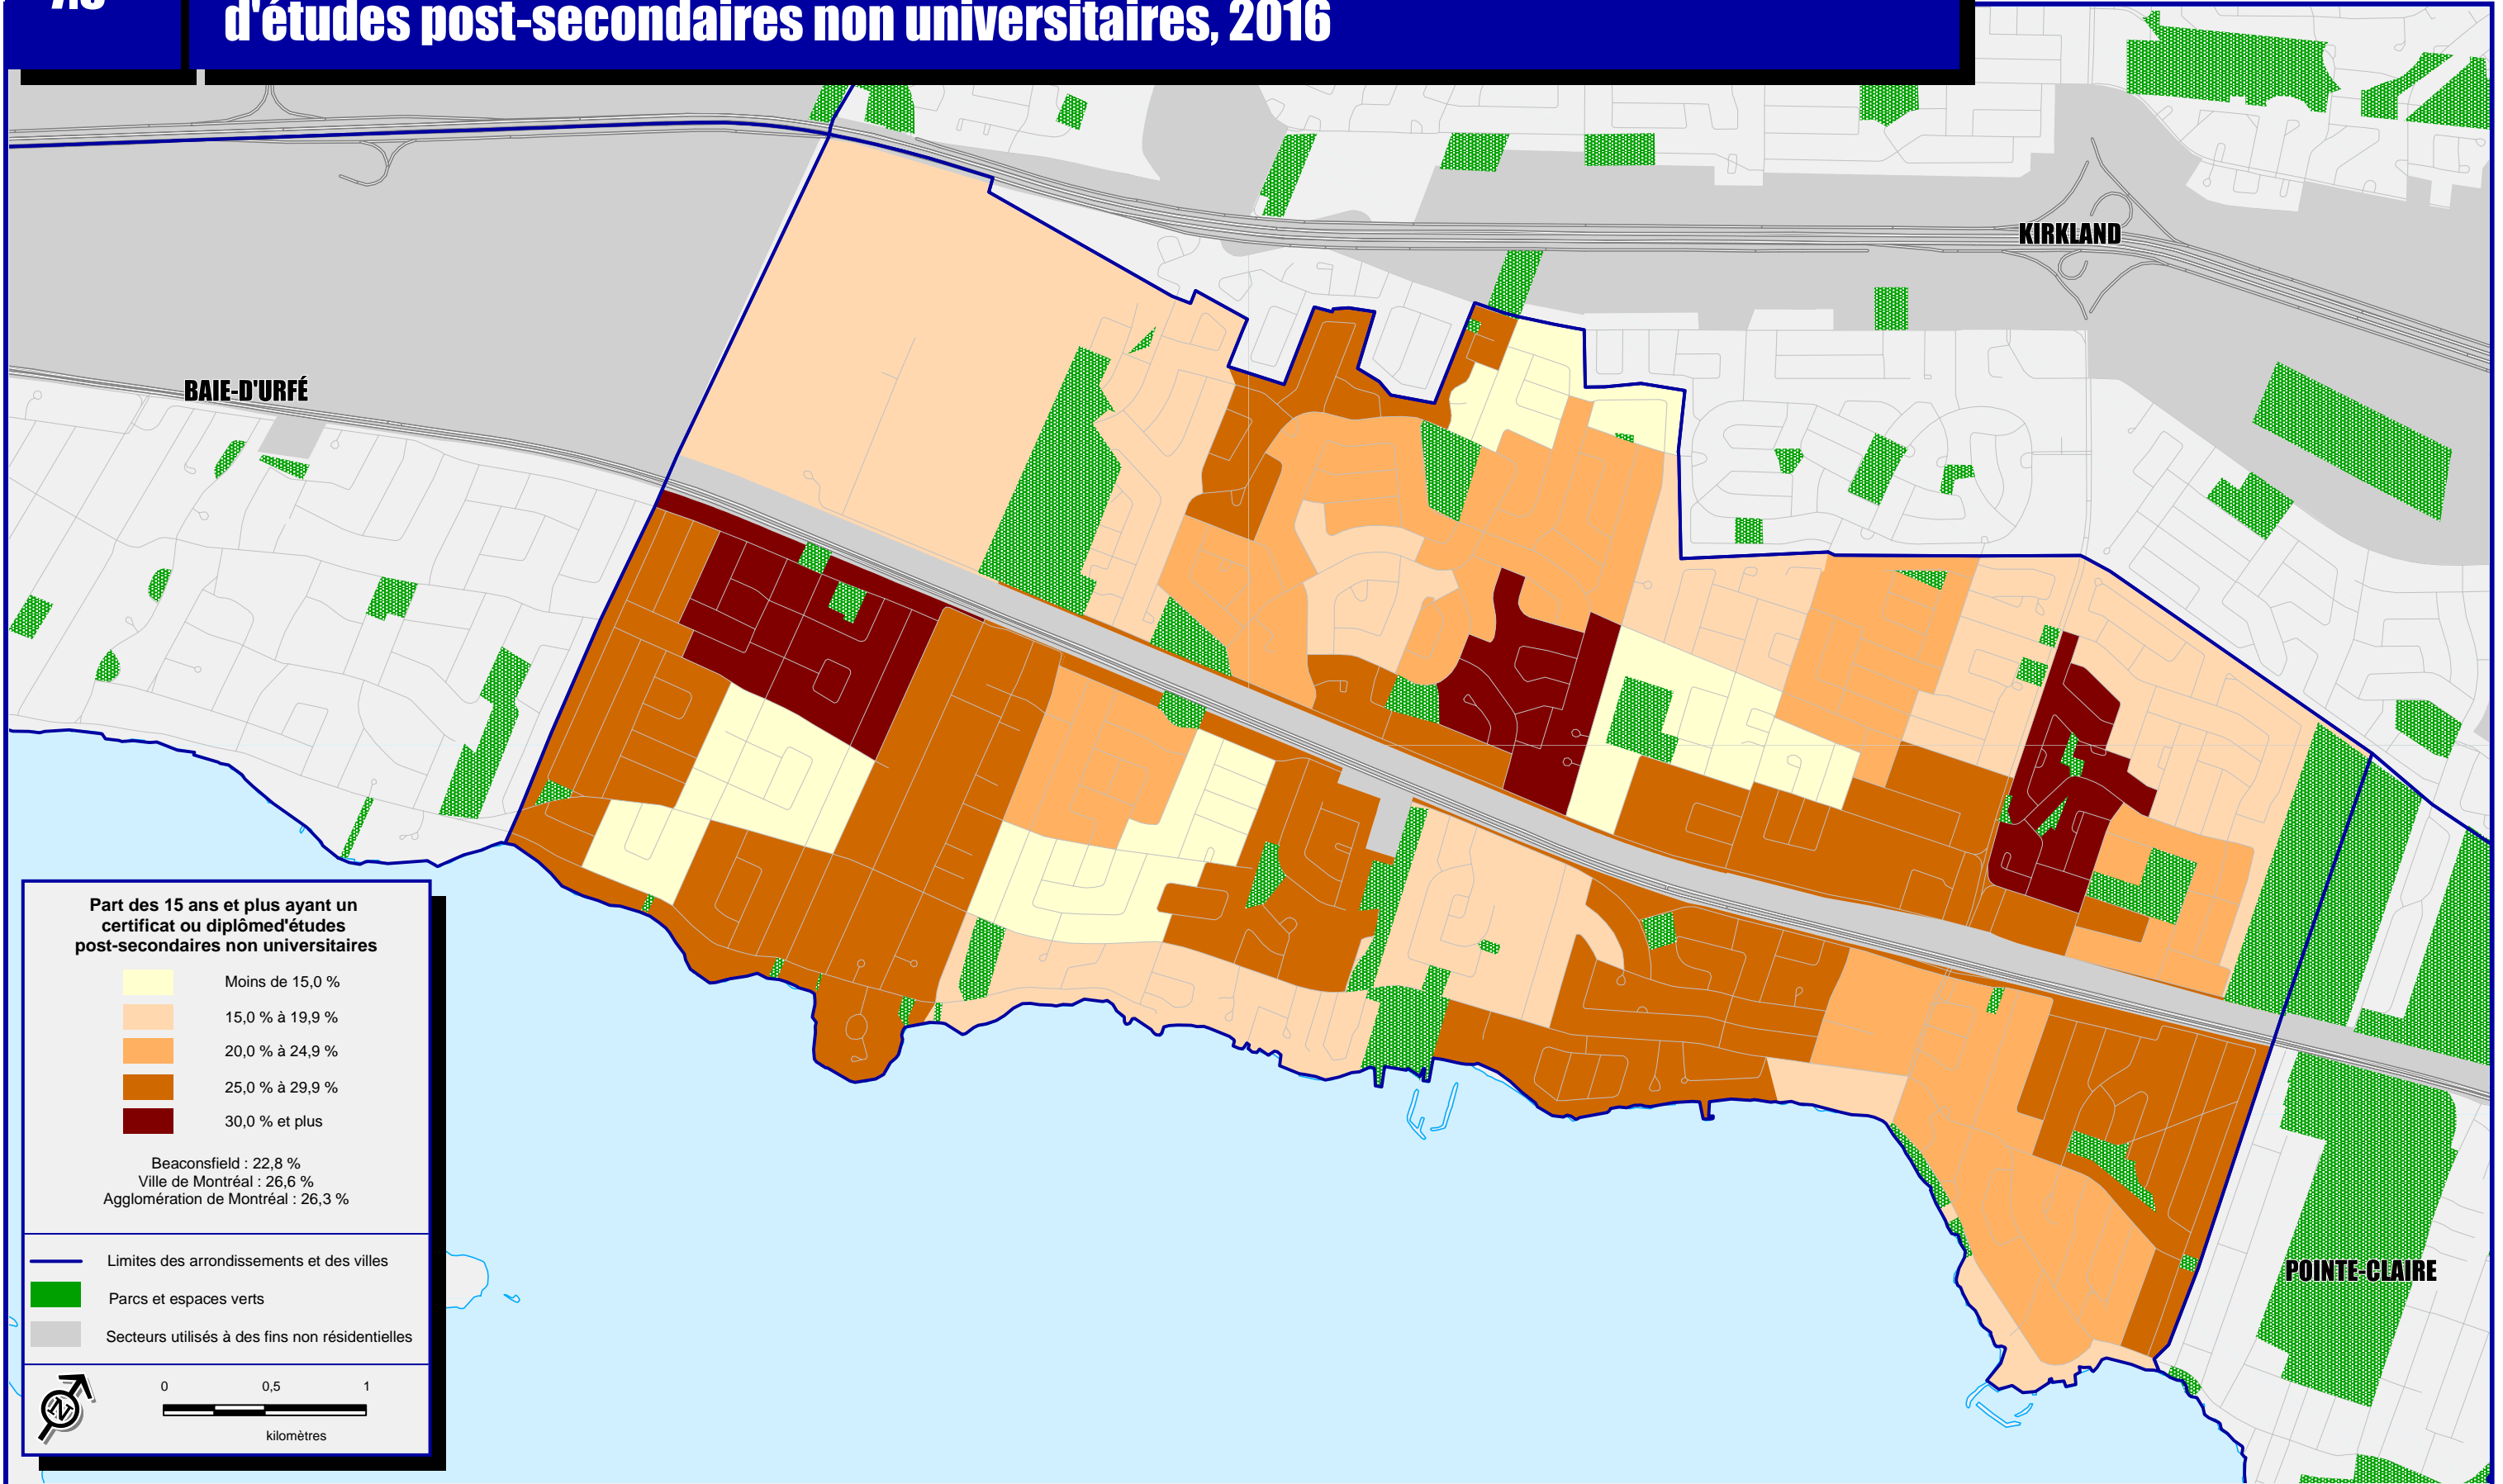 d'études post-secondaires non universitaires, 2016
KIRKLAND
BAIE-D'URFÉ
POINTE-CLAIRE
Part des 15 ans et plus ayant un
certificat ou diplômed'études
post-secondaires non universitaires
Moins de 15,0 %
15,0 % à 19,9 %
20,0 % à 24,9 %
25,0 % à 29,9 %
30,0 % et plus
Beaconsfield : 22,8 %
Ville de Montréal : 26,6 %
Agglomération de Montréal : 26,3 %
Limites des arrondissements et des villes
Parcs et espaces verts
Secteurs utilisés à des fins non résidentielles
N
0 0,5 1
kilomètres